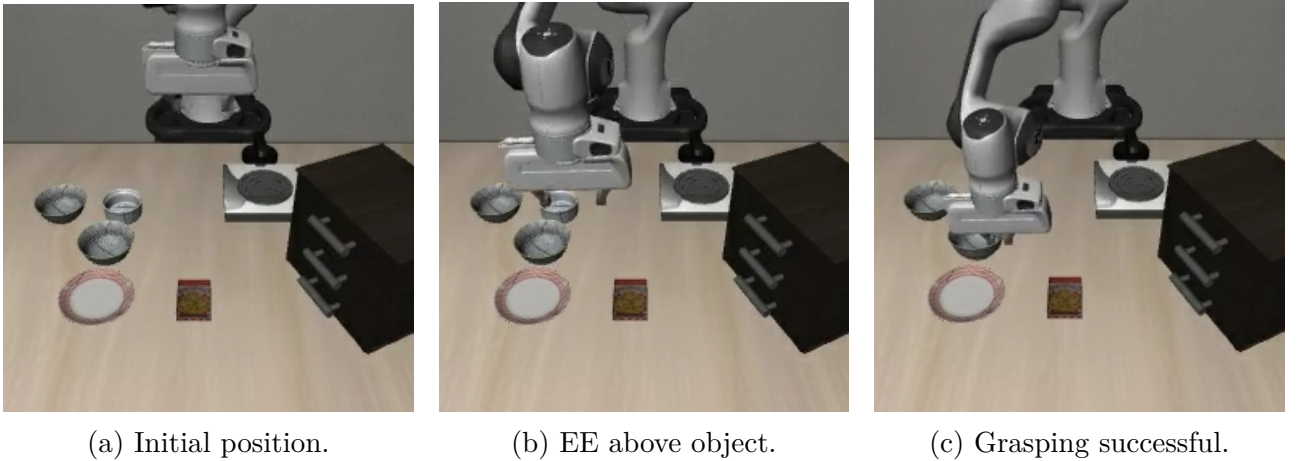 (a) Initial position.
(b) EE above object.
(c) Grasping successful.